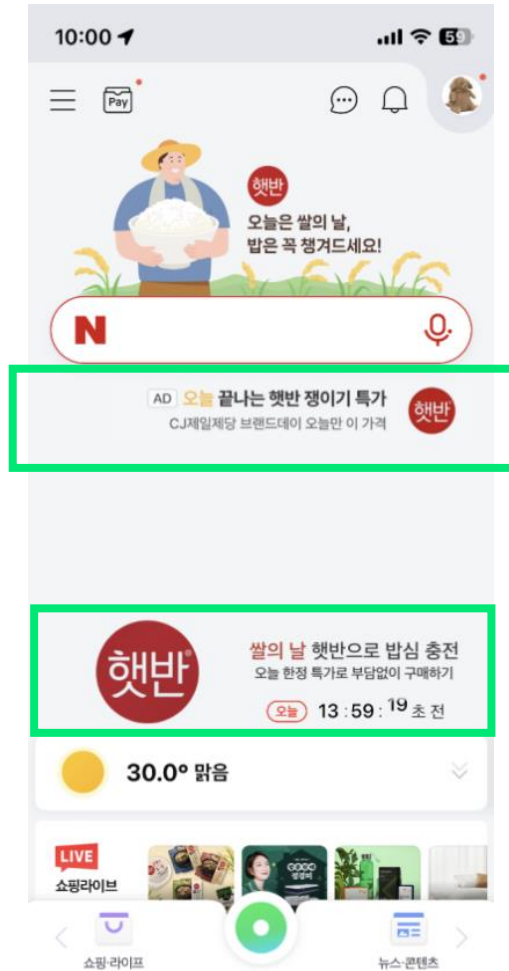 10:00
59
Pay
햇반
오늘은 쌀의 날,
밥은 꼭 챙겨드세요!
N
AD 오늘 끝나는 햇반 쟁이기 특가
CJ제일제당 브랜드데이 오늘만 이 가격
햇반
햇반
쌀의 날 햇반으로 밥심 충전
오늘 한정 특가로 부담없이 구매하기
오늘 13 : 59 : 19 초 전
30.0° 맑음
LIVE
쇼핑라이브
쇼핑·라이프
뉴스·콘텐츠